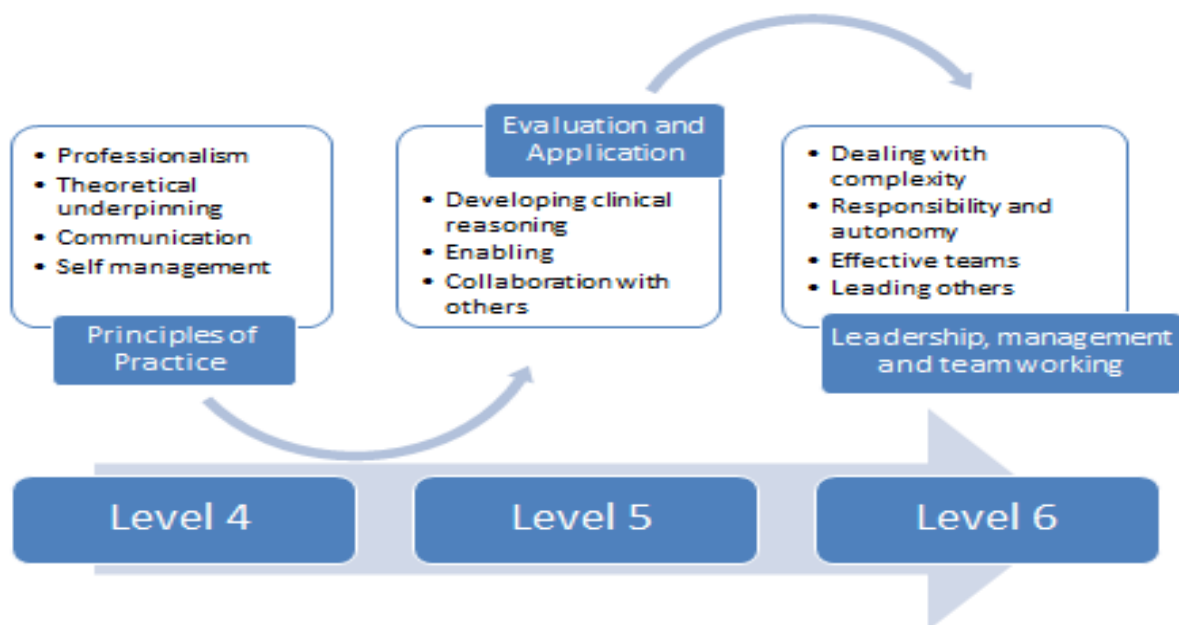 • Professionalism
• Theoretical
underpinning
• Communication
• Self management
Principles of
Practice
Evaluation and
Application
• Developing clinical
reasoning
• Enabling
• Collaboration with
others
• Dealing with
complexity
• Responsibility and
autonomy
• Effective teams
• Leading others
Leadership, management
and team working
Level 4
Level 5
Level 6